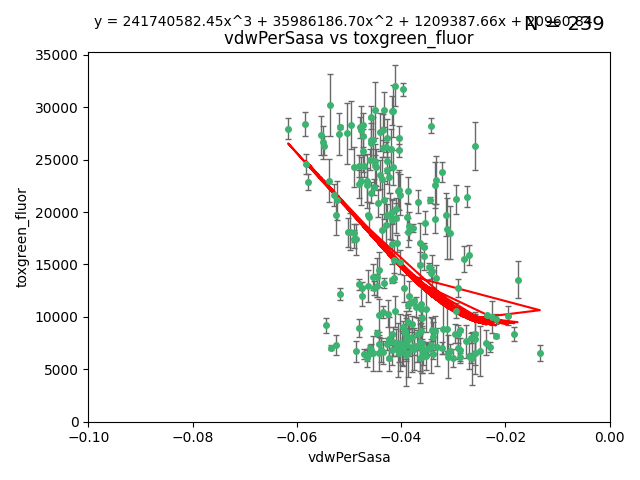 y = 241740582.45x^3 + 35986186.70x^2 + 1209387.66x + 20960.84
N = 239
vdwPerSasa vs toxgreen_fluor
35000
30000
25000
20000
15000
10000
5000
0
toxgreen_fluor
−0.10
−0.08
−0.06
−0.04
−0.02
0.00
vdwPerSasa